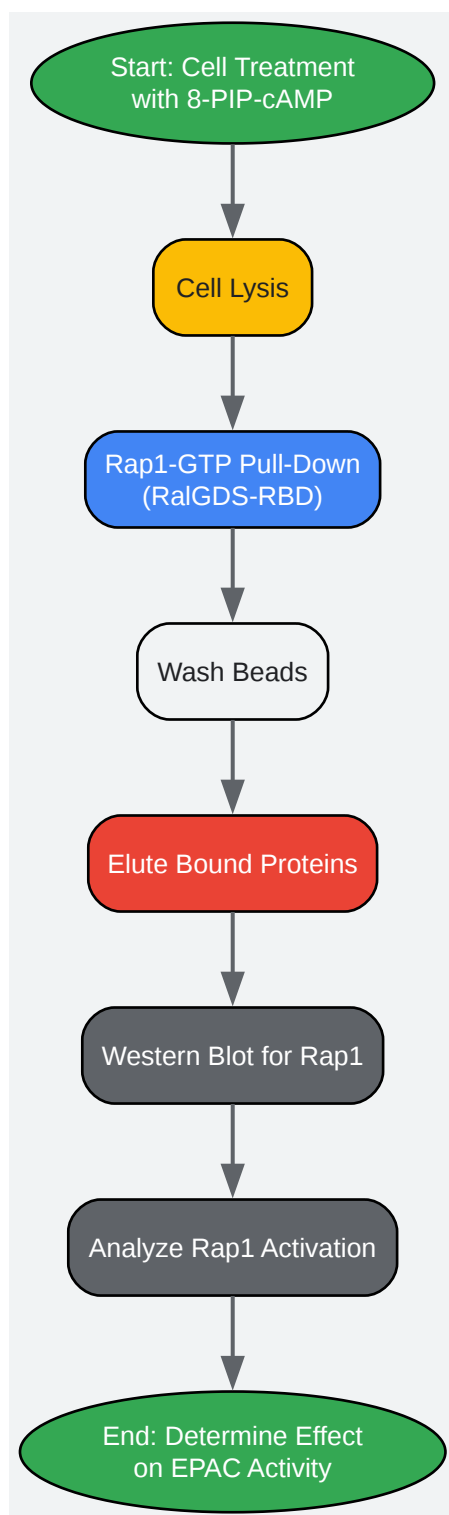 Start: Cell Treatment
with 8-PIP-cAMP
Cell Lysis
Rap1-GTP Pull-Down
(RalGDS-RBD)
Wash Beads
Elute Bound Proteins
Western Blot for Rap1
Analyze Rap1 Activation
End: Determine Effect
on EPAC Activity